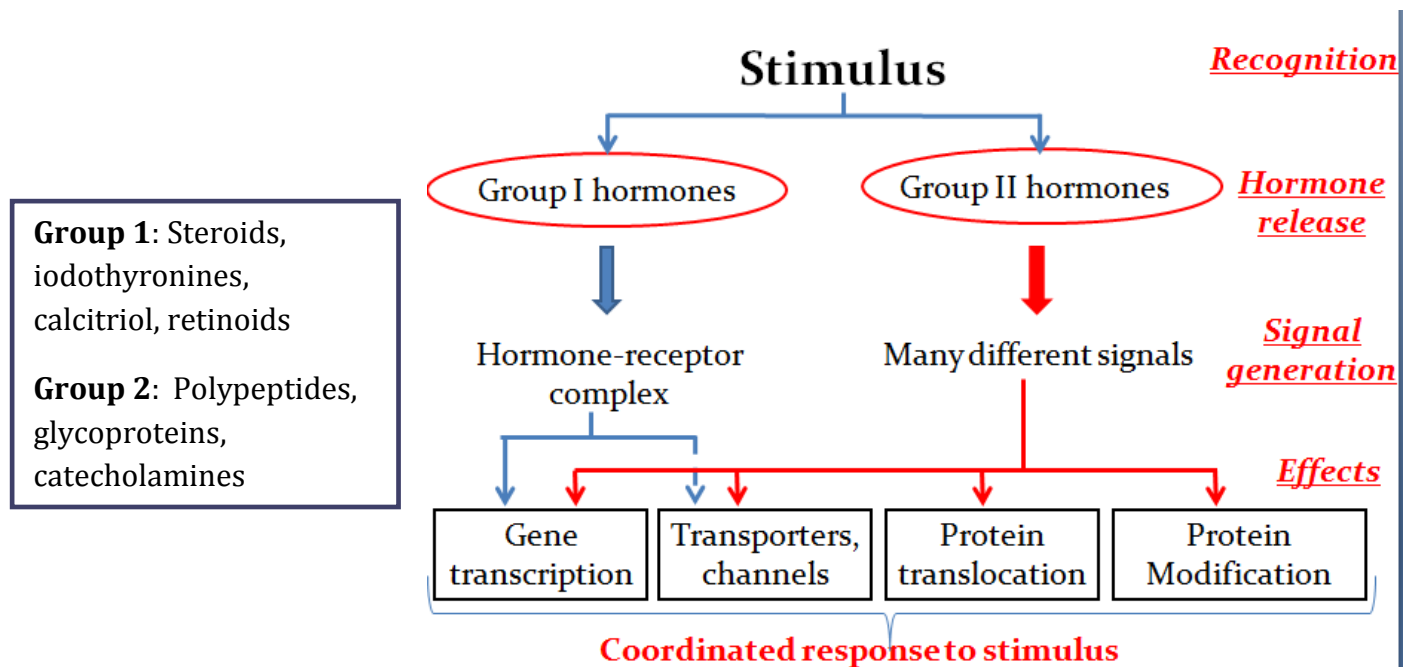 Stimulus
Recognition
Group I hormones
Group II hormones
Hormone
release
Group 1: Steroids,
iodothyronines,
calcitriol, retinoids
Group 2:  Polypeptides,
glycoproteins,
catecholamines
Hormone-receptor
complex
Many different signals
Signal
generation
Effects
Gene
transcription
Transporters,
channels
Protein
translocation
Protein
Modification
Coordinated response to stimulus